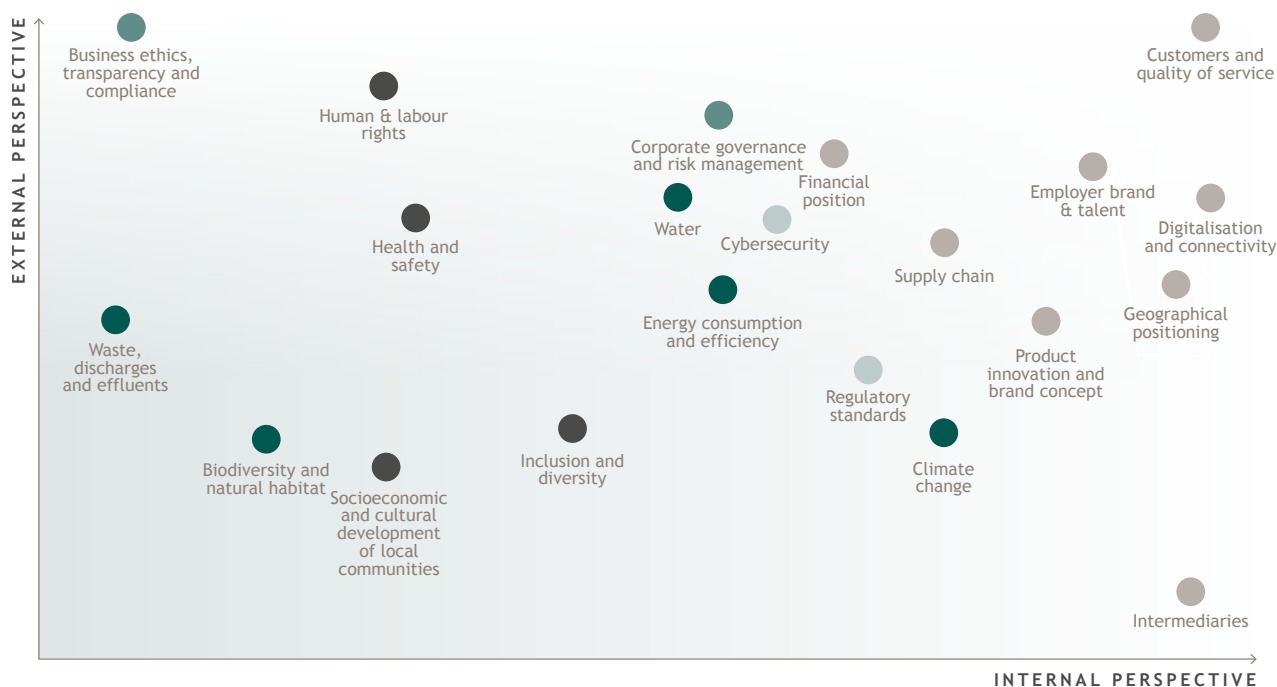 EXTERNAL PERSPECTIVE
Business ethics,
transparency and
compliance
Customers and
quality of service
Human & labour
rights
Corporate governance
and risk management
Financial
position
Employer brand
& talent
Water
Cybersecurity
Digitalisation
and connectivity
Health and
safety
Supply chain
Geographical
positioning
Energy consumption
and efficiency
Waste,
discharges
and effluents
Product
innovation and
brand concept
Regulatory
standards
Inclusion and
diversity
Climate
change
Biodiversity and
natural habitat
Socioeconomic
and cultural
development
of local
communities
Intermediaries
INTERNAL PERSPECTIVE